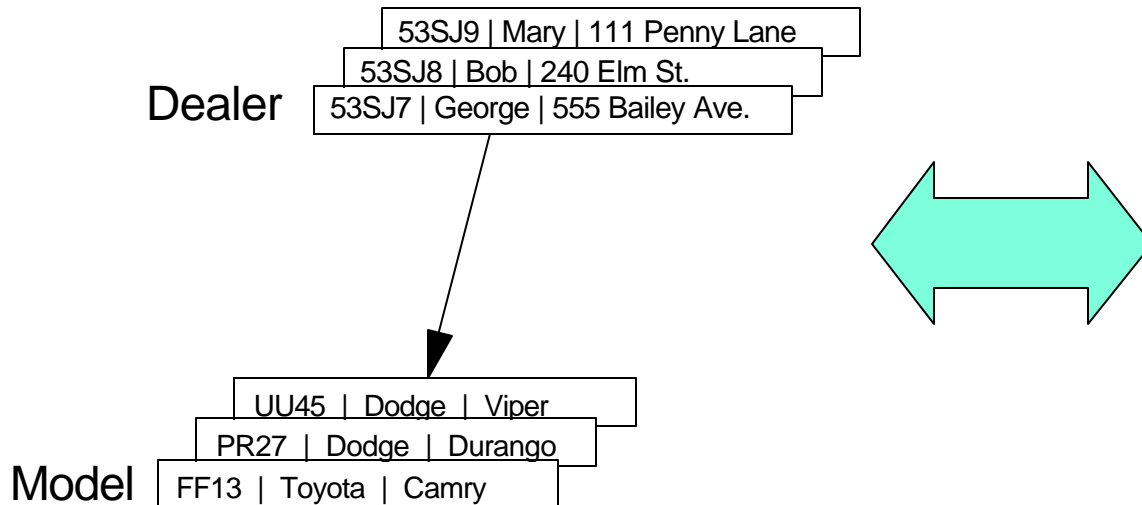 53SJ9 | Mary | 111 Penny Lane
53SJ8 | Bob | 240 Elm St.
Dealer 53SJ7 | George | 555 Bailey Ave.
UU45 | Dodge | Viper
PR27 | Dodge | Durango
Model FF13 | Toyota | Camry